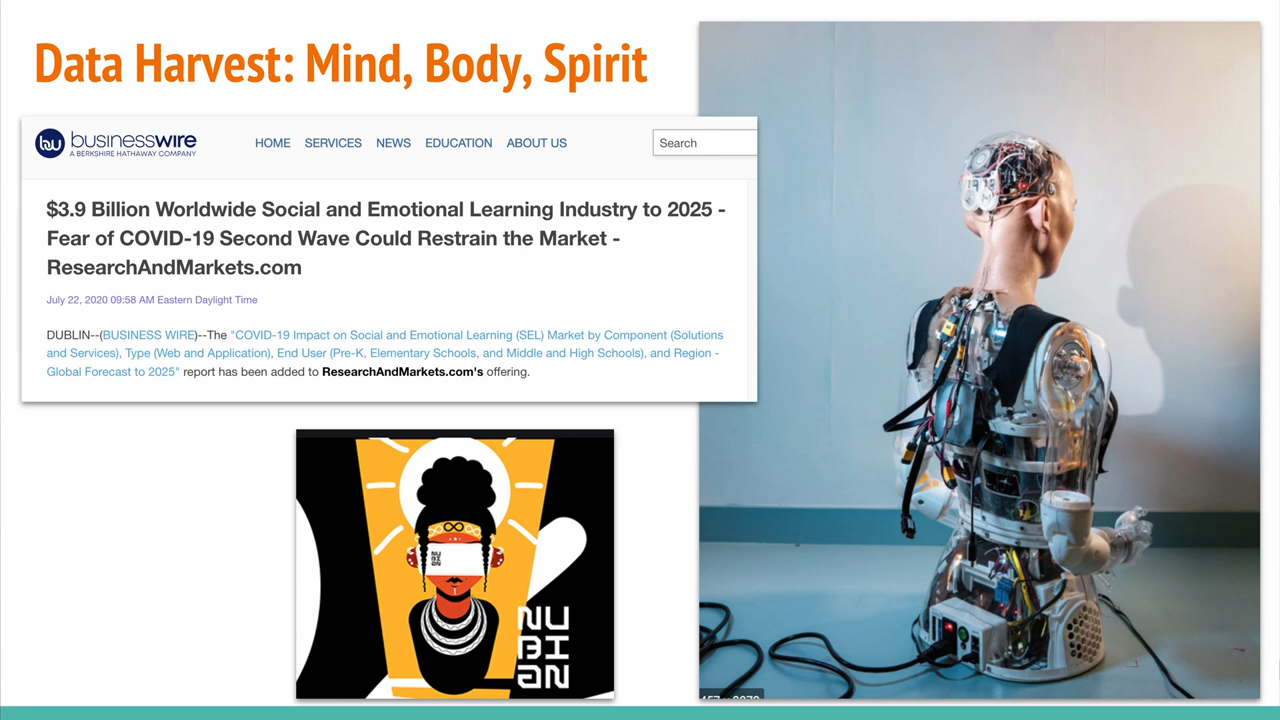 Data Harvest: Mind, Body, Spirit
bw businesswire
A BERKSHIRE HATHAWAY COMPANY
HOME SERVICES NEWS EDUCATION ABOUT US
Search
$3.9 Billion Worldwide Social and Emotional Learning Industry to 2025 -
Fear of COVID-19 Second Wave Could Restrain the Market -
ResearchAndMarkets.com
July 22, 2020 09:58 AM Eastern Daylight Time
DUBLIN--(BUSINESS WIRE)--The "COVID-19 Impact on Social and Emotional Learning (SEL) Market by Component (Solutions
and Services), Type (Web and Application), End User (Pre-K, Elementary Schools, and Middle and High Schools), and Region -
Global Forecast to 2025" report has been added to ResearchAndMarkets.com's offering.
NU
BI
AN
NU
BI
AN